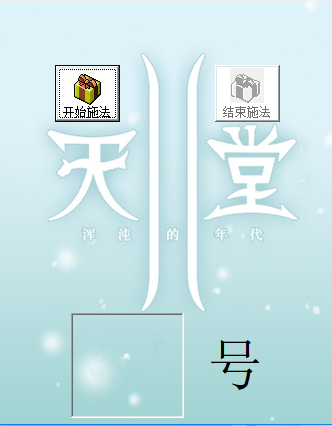 开始施法 结束施法
天堂
浑沌的年代
号